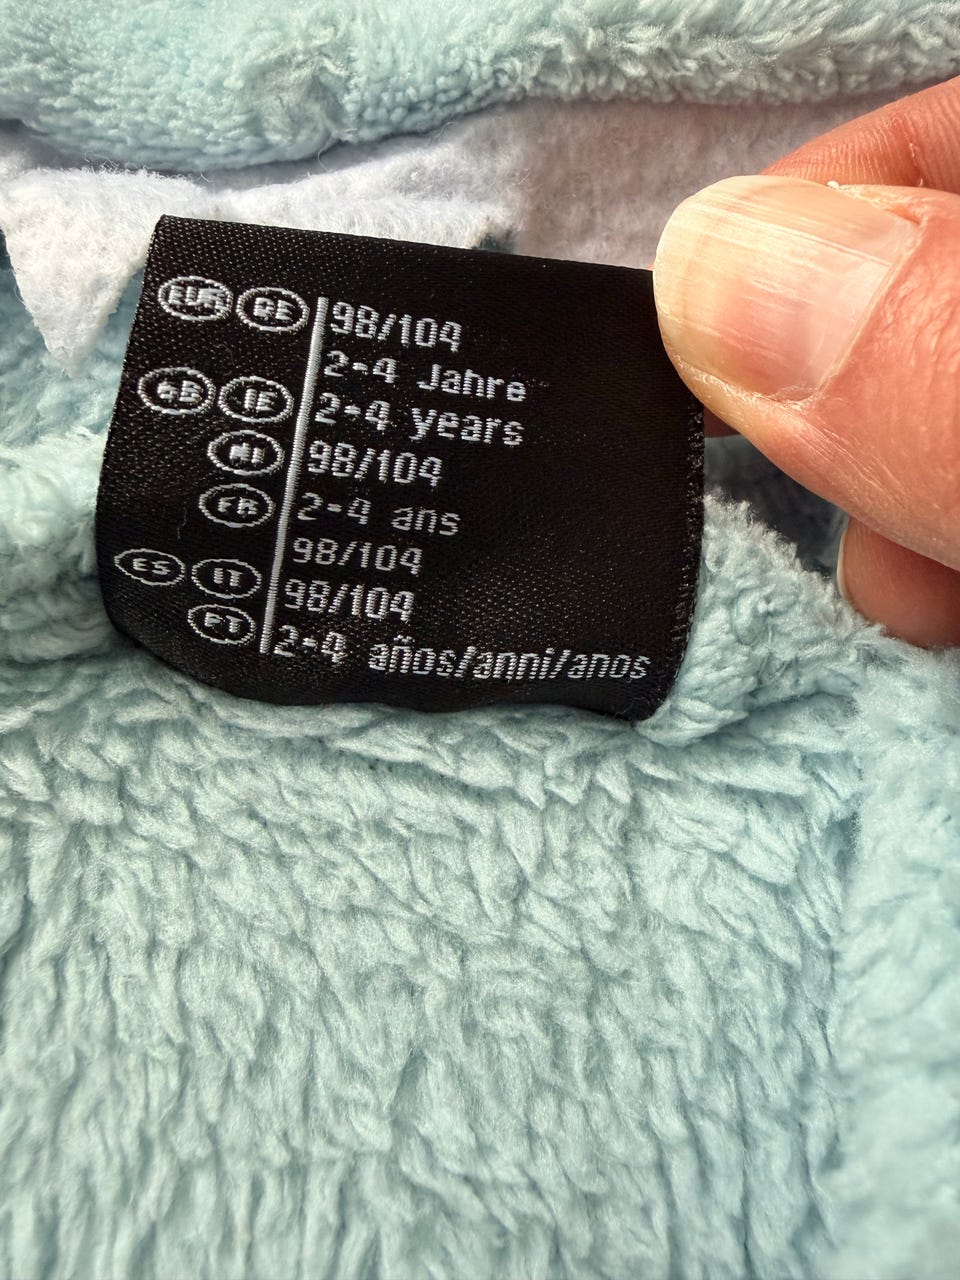 EUR DE 98/104
2-4 Jahre
GB IE 2-4 years
NI 98/104
FR 2-4 ans
98/104
ES IT 98/104
PT 2-4 años/anni/anos